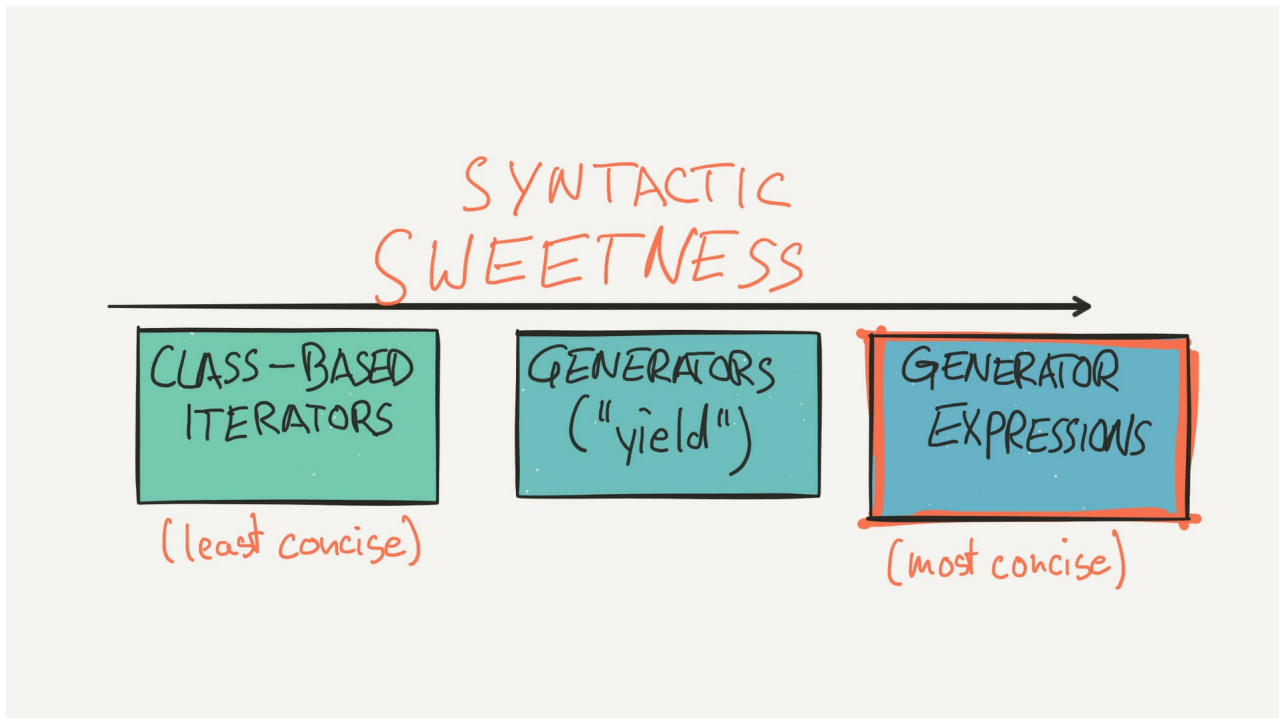 SYNTACTIC
SWEETNESS
CLASS-BASED
ITERATORS
(least concise)
GENERATORS
("yield")
GENERATOR
EXPRESSIONS
(most concise)